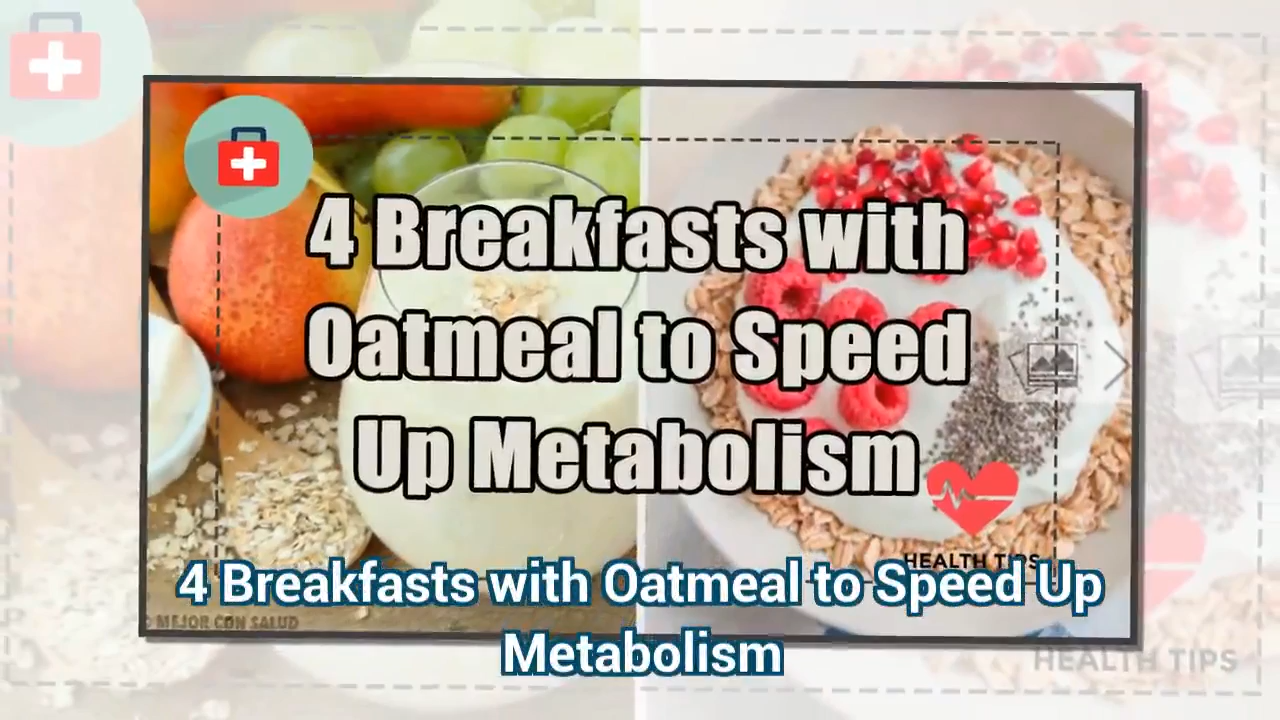 4 Breakfasts with
Oatmeal to Speed
Up Metabolism
HEALTH TIPS
4 Breakfasts with Oatmeal to Speed Up
Metabolism
MEJOR CON SALUD
HEALTH TIPS